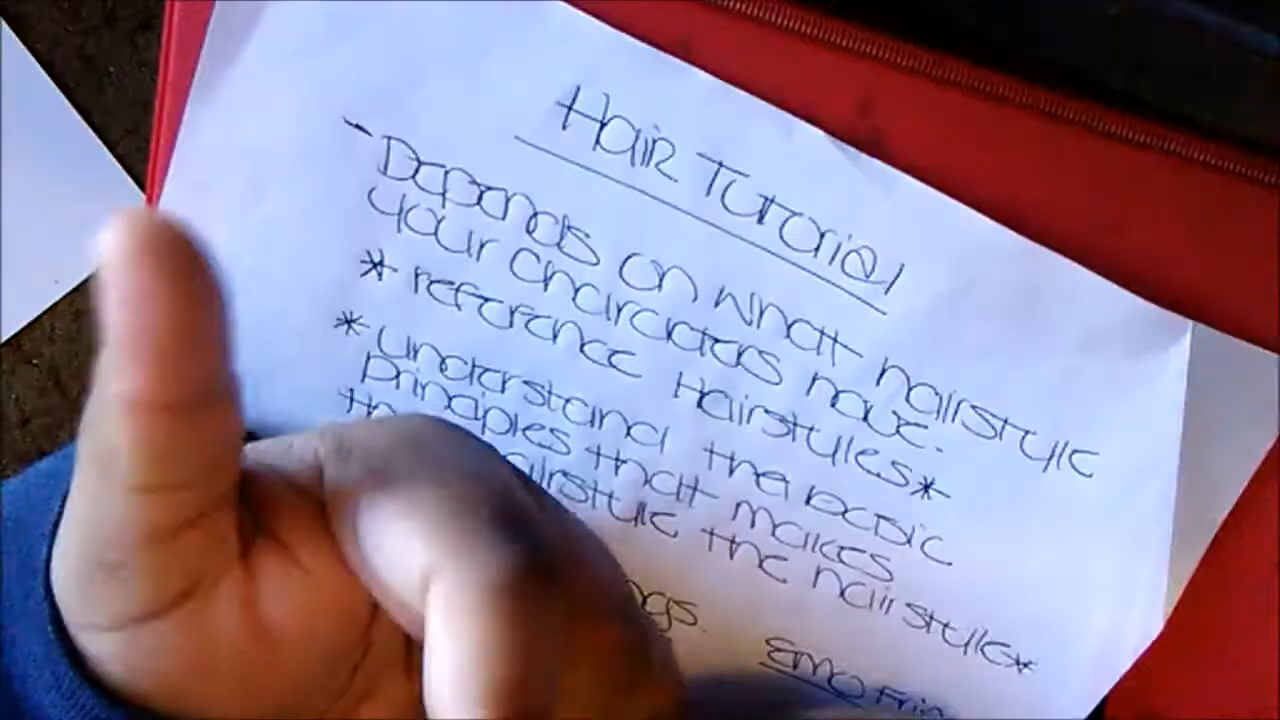 Hair Tutorial
- Depends on what hairstyle
your characters have.
* reference Hairstyles *
* understand the basic
principles that makes
the hairstyle the hairstyle *
Emo